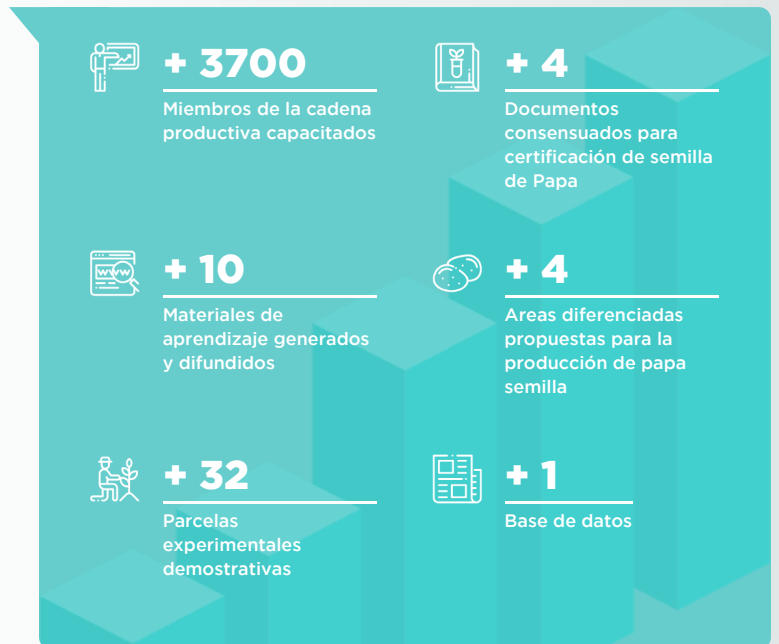 + 3700
Miembros de la cadena
productiva capacitados
+ 4
Documentos
consensuados para
certificación de semilla
de Papa
www
+ 10
Materiales de
aprendizaje generados
y difundidos
+ 4
Areas diferenciadas
propuestas para la
producción de papa
semilla
+ 32
Parcelas
experimentales
demostrativas
+ 1
Base de datos